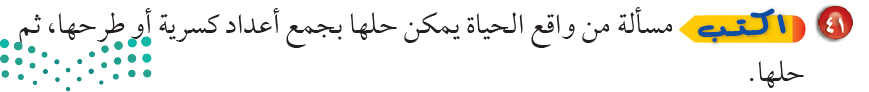 ٤١ اكتب مسألة من واقع الحياة يمكن حلها بجمع أعداد كسرية أو طرحها، ثم
حلها.